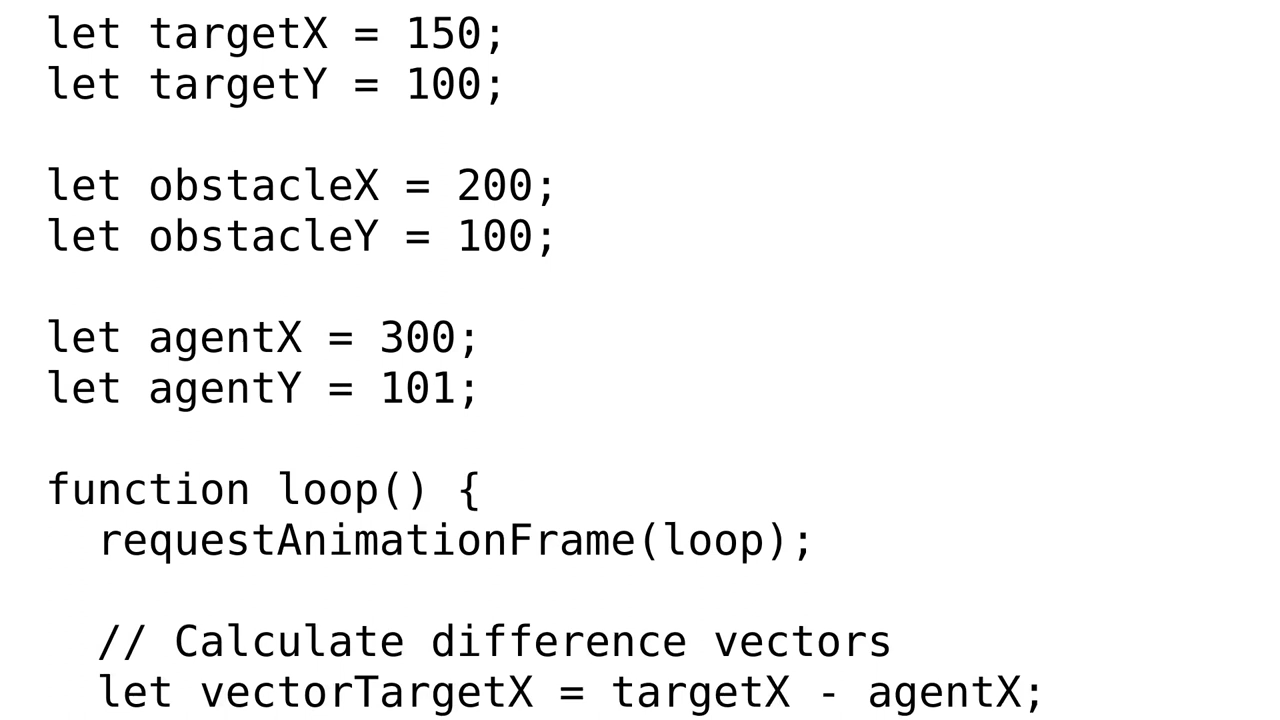 let targetX = 150;
let targetY = 100;

let obstacleX = 200;
let obstacleY = 100;

let agentX = 300;
let agentY = 101;

function loop() {
  requestAnimationFrame(loop);

  // Calculate difference vectors
  let vectorTargetX = targetX - agentX;